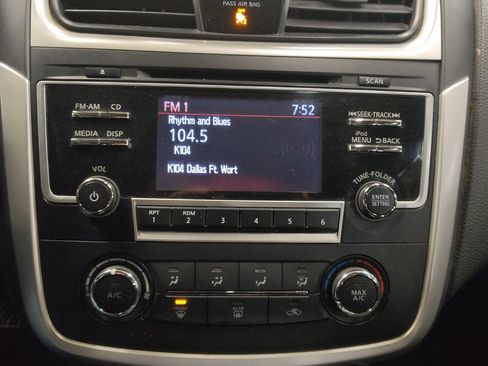 OFF
PASS AIR BAG
SCAN
FM·AM CD
MEDIA DISP
VOL
FM 1 7:52
Rhythm and Blues
104.5
K104
K104 Dallas Ft. Wort
SEEK·TRACK
iPod
MENU BACK
TUNE·FOLDER
ENTER
SETTING
RPT RDM
1 2 3 4 5 6
A/C
MAX
A/C
FRONT
REAR